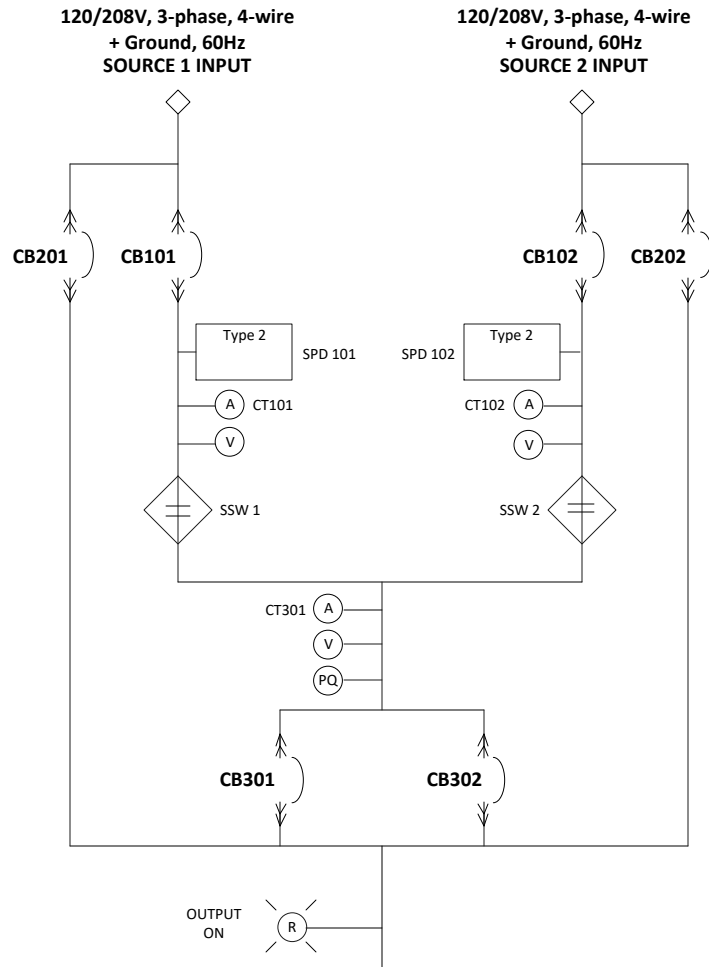 120/208V, 3-phase, 4-wire
+ Ground, 60Hz
SOURCE 1 INPUT
120/208V, 3-phase, 4-wire
+ Ground, 60Hz
SOURCE 2 INPUT
CB201
CB101
CB102
CB202
Type 2
SPD 101
SPD 102
Type 2
A
CT101
CT102
A
V
V
SSW 1
SSW 2
CT301
A
V
PQ
CB301
CB302
OUTPUT
ON
R